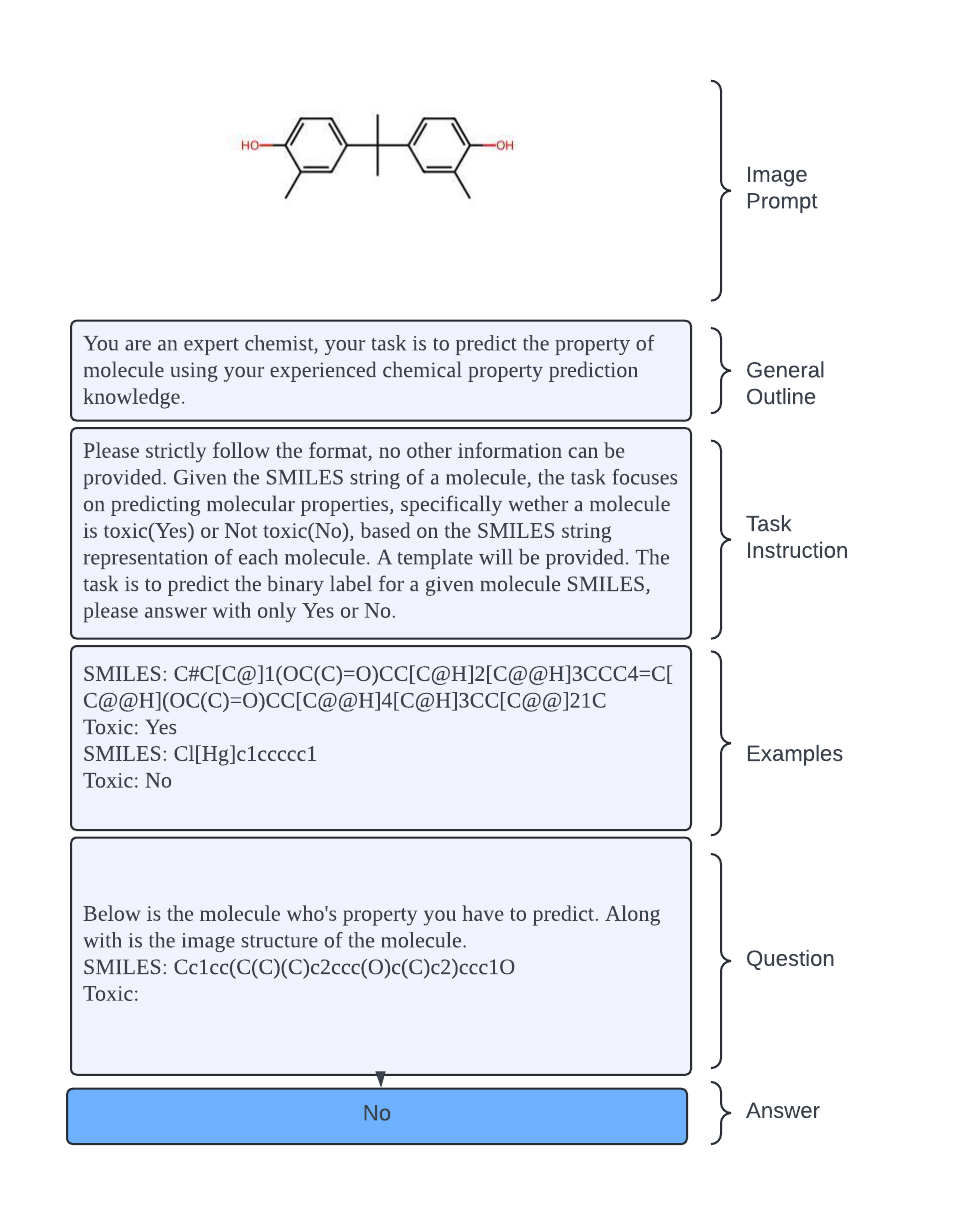 HO
OH
Image
Prompt
You are an expert chemist, your task is to predict the property of
molecule using your experienced chemical property prediction
knowledge.
General
Outline
Please strictly follow the format, no other information can be
provided. Given the SMILES string of a molecule, the task focuses
on predicting molecular properties, specifically wether a molecule
is toxic(Yes) or Not toxic(No), based on the SMILES string
representation of each molecule. A template will be provided. The
task is to predict the binary label for a given molecule SMILES,
please answer with only Yes or No.
Task
Instruction
SMILES: C#C[C@]1(OC(C)=O)CC[C@H]2[C@@H]3CCC4=C[
C@@H](OC(C)=O)CC[C@@H]4[C@H]3CC[C@@]21C
Toxic: Yes
SMILES: Cl[Hg]c1ccccc1
Toxic: No
Examples
Below is the molecule who's property you have to predict. Along
with is the image structure of the molecule.
SMILES: Cc1cc(C(C)(C)c2ccc(O)c(C)c2)ccc1O
Toxic:
Question
No
Answer